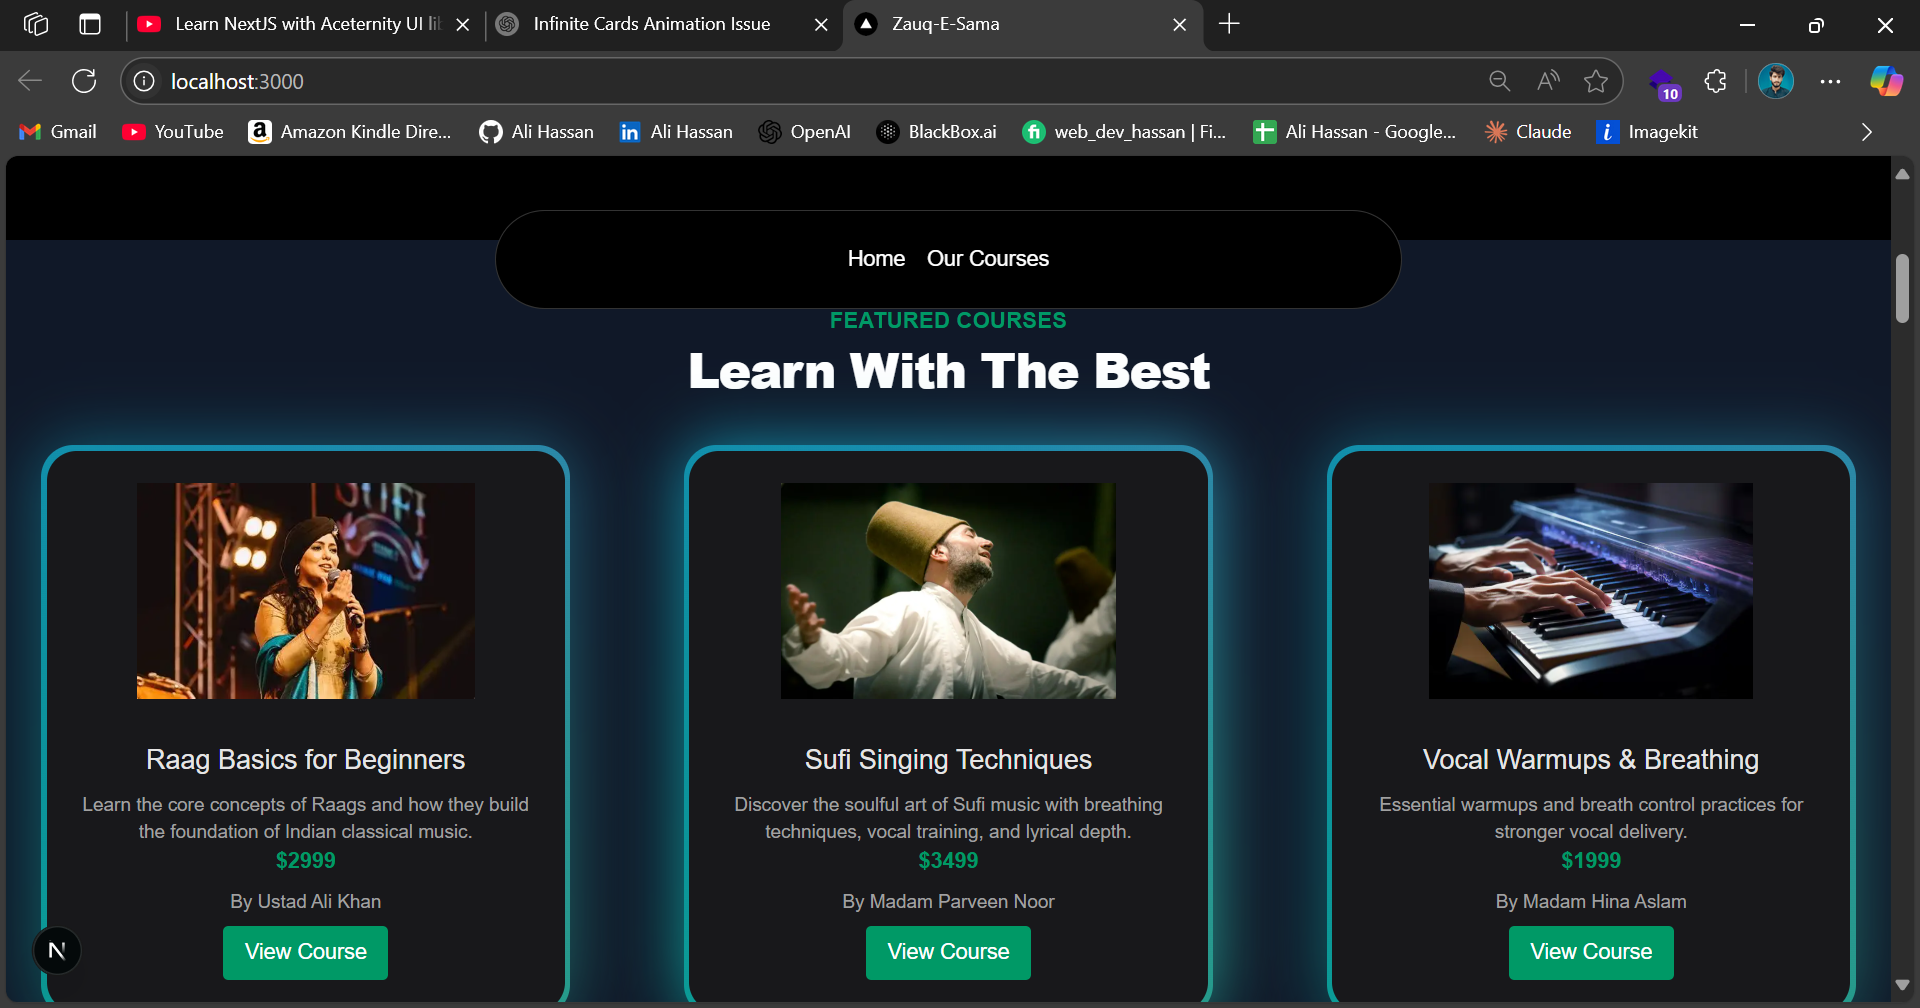 Learn NextJS with Aceternity UI lib
Infinite Cards Animation Issue
Zauq-E-Sama
localhost:3000
10
Gmail
YouTube
Amazon Kindle Dire...
Ali Hassan
Ali Hassan
OpenAI
BlackBox.ai
web_dev_hassan | Fi...
Ali Hassan - Google...
Claude
Imagekit
Home Our Courses
FEATURED COURSES
Learn With The Best
SUFI
Raag Basics for Beginners
Learn the core concepts of Raags and how they build
the foundation of Indian classical music.
$2999
By Ustad Ali Khan
View Course
Sufi Singing Techniques
Discover the soulful art of Sufi music with breathing
techniques, vocal training, and lyrical depth.
$3499
By Madam Parveen Noor
View Course
Vocal Warmups & Breathing
Essential warmups and breath control practices for
stronger vocal delivery.
$1999
By Madam Hina Aslam
View Course
N